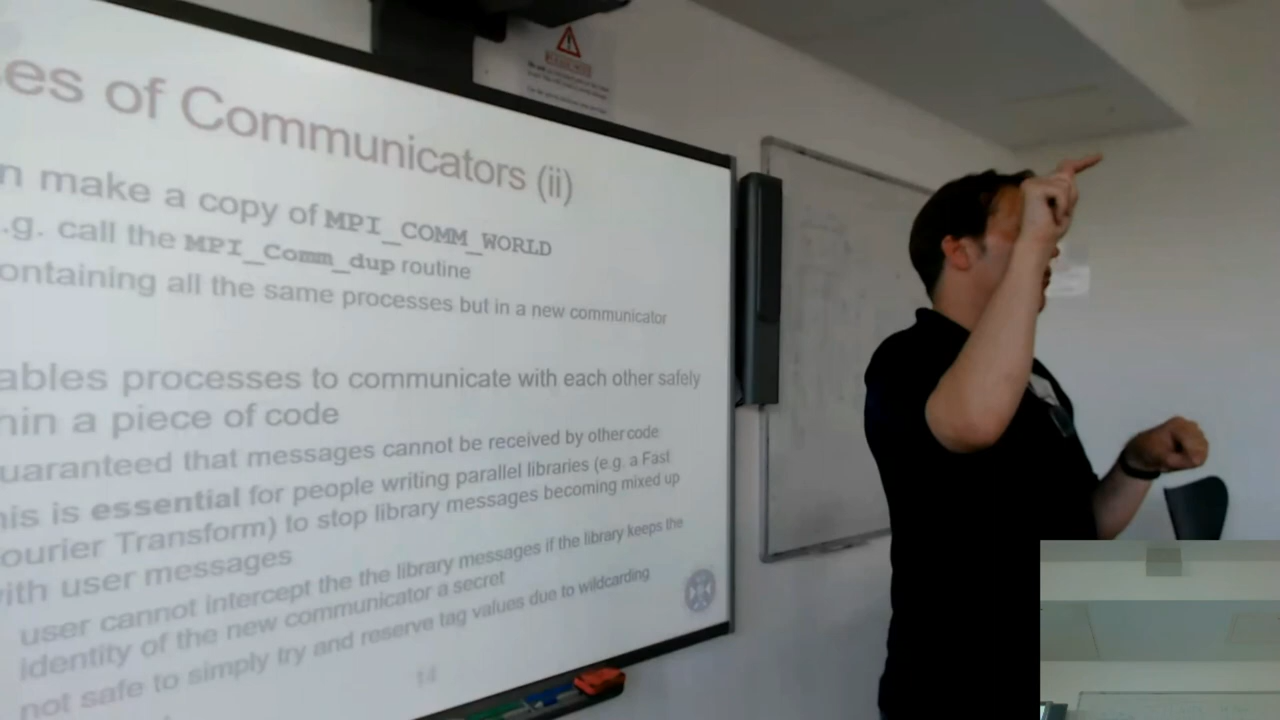 es of Communicators (ii)
n make a copy of MPI_COMM_WORLD
.g. call the MPI_Comm_dup routine
ontaining all the same processes but in a new communicator
ables processes to communicate with each other safely
hin a piece of code
uaranteed that messages cannot be received by other code
his is essential for people writing parallel libraries (e.g. a Fast
ourier Transform) to stop library messages becoming mixed up
ith user messages
user cannot intercept the the library messages if the library keeps the
identity of the new communicator a secret
not safe to simply try and reserve tag values due to wildcarding
14